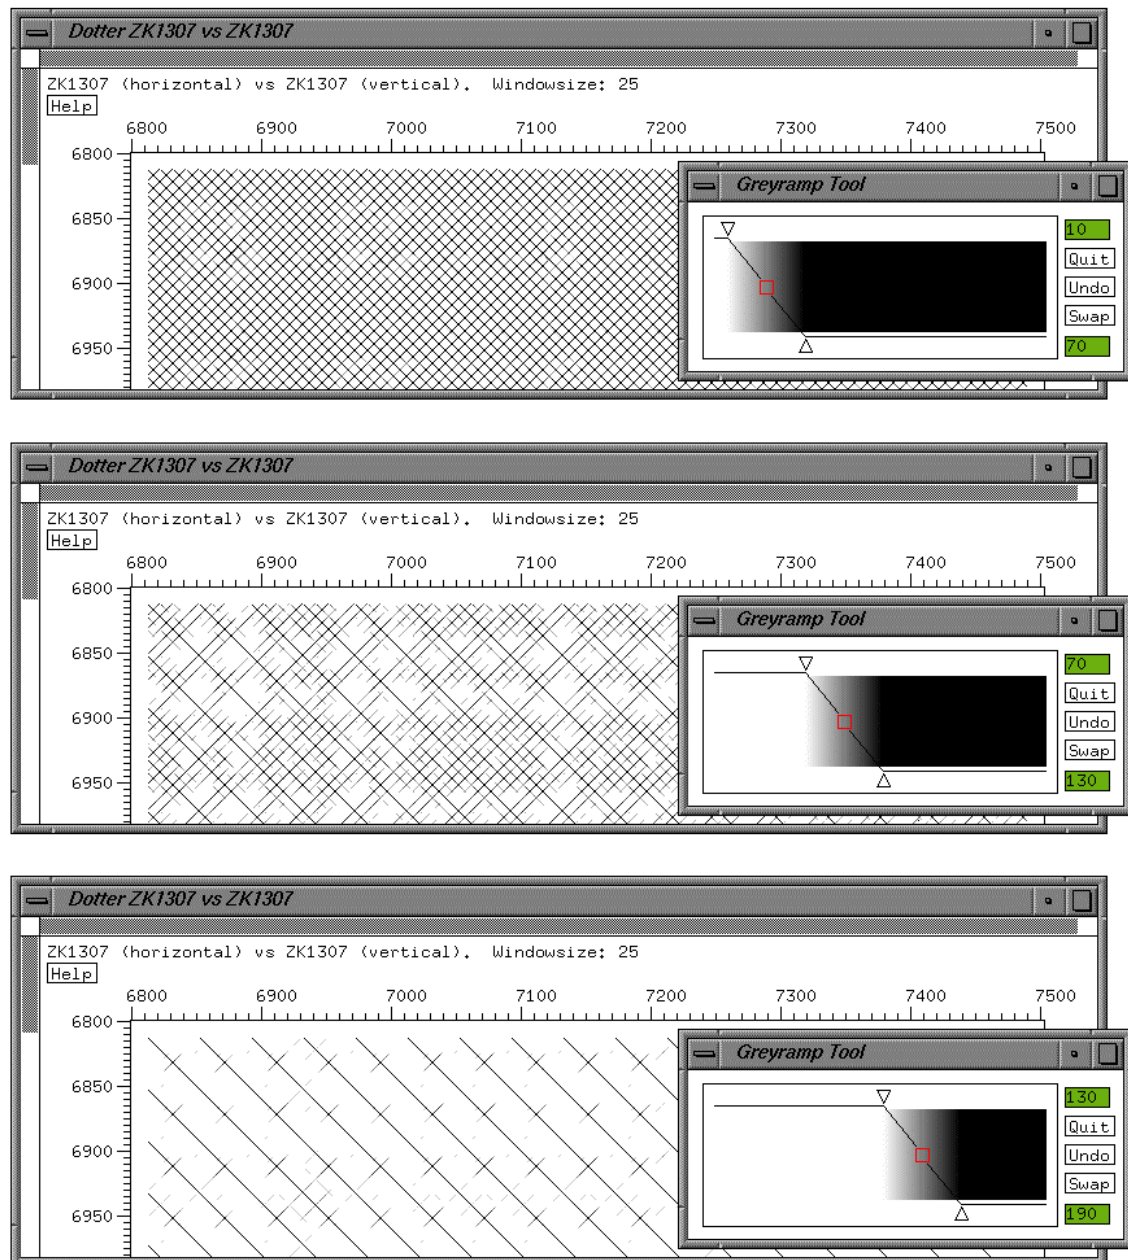 Dotter ZK1307 vs ZK1307
ZK1307 (horizontal) vs ZK1307 (vertical). Windowsize: 25
Help
6800 6900 7000 7100 7200 7300 7400 7500
6800
6850
6900
6950
Greyramp Tool
10
Quit
Undo
Swap
70
Dotter ZK1307 vs ZK1307
ZK1307 (horizontal) vs ZK1307 (vertical). Windowsize: 25
Help
6800 6900 7000 7100 7200 7300 7400 7500
6800
6850
6900
6950
Greyramp Tool
70
Quit
Undo
Swap
130
Dotter ZK1307 vs ZK1307
ZK1307 (horizontal) vs ZK1307 (vertical). Windowsize: 25
Help
6800 6900 7000 7100 7200 7300 7400 7500
6800
6850
6900
6950
Greyramp Tool
130
Quit
Undo
Swap
190